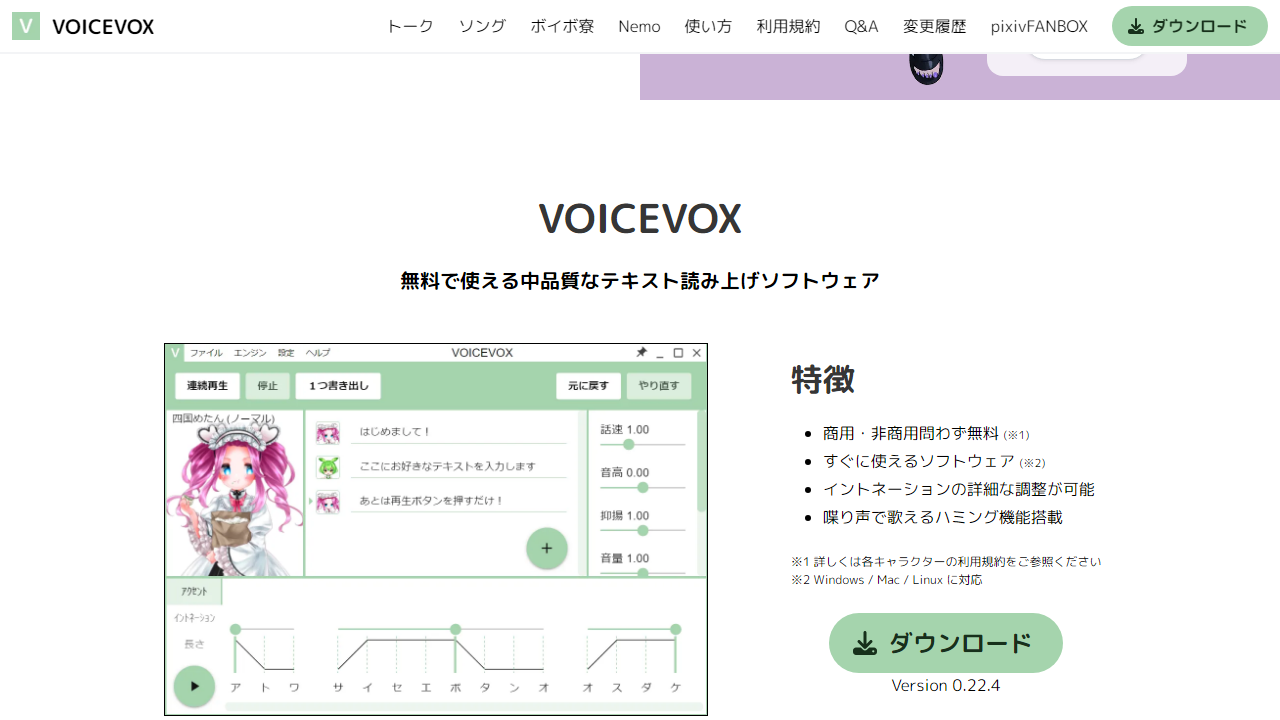 V VOICEVOX トーク ソング ボイボ寮 Nemo 使い方 利用規約 Q&A 変更履歴 pixivFANBOX ダウンロード
VOICEVOX
無料で使える中品質なテキスト読み上げソフトウェア
V ファイル エンジン 設定 ヘルプ VOICEVOX
連続再生 停止 1つ書き出し 元に戻す やり直す
四国めたん (ノーマル)
はじめまして！
ここにお好きなテキストを入力します
あとは再生ボタンを押すだけ！
話速 1.00
音高 0.00
抑揚 1.00
音量 1.00
アクセント
イントネーション
長さ
ア ト ワ サ イ セ エ ボ タ ン オ オ ス ダ ケ
特徴
商用・非商用問わず無料 (※1)
すぐに使えるソフトウェア (※2)
イントネーションの詳細な調整が可能
喋り声で歌えるハミング機能搭載
※1 詳しくは各キャラクターの利用規約をご参照ください
※2 Windows / Mac / Linux に対応
ダウンロード
Version 0.22.4